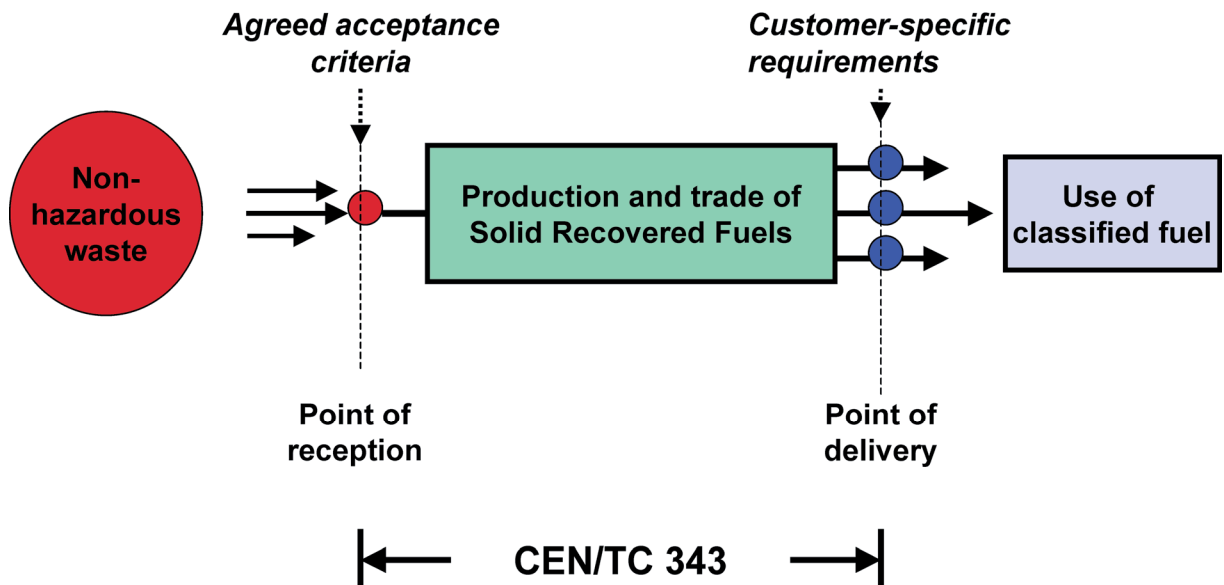 Agreed acceptance
criteria
Customer-specific
requirements
Non-
hazardous
waste
Production and trade of
Solid Recovered Fuels
Use of
classified fuel
Point of
reception
Point of
delivery
CEN/TC 343